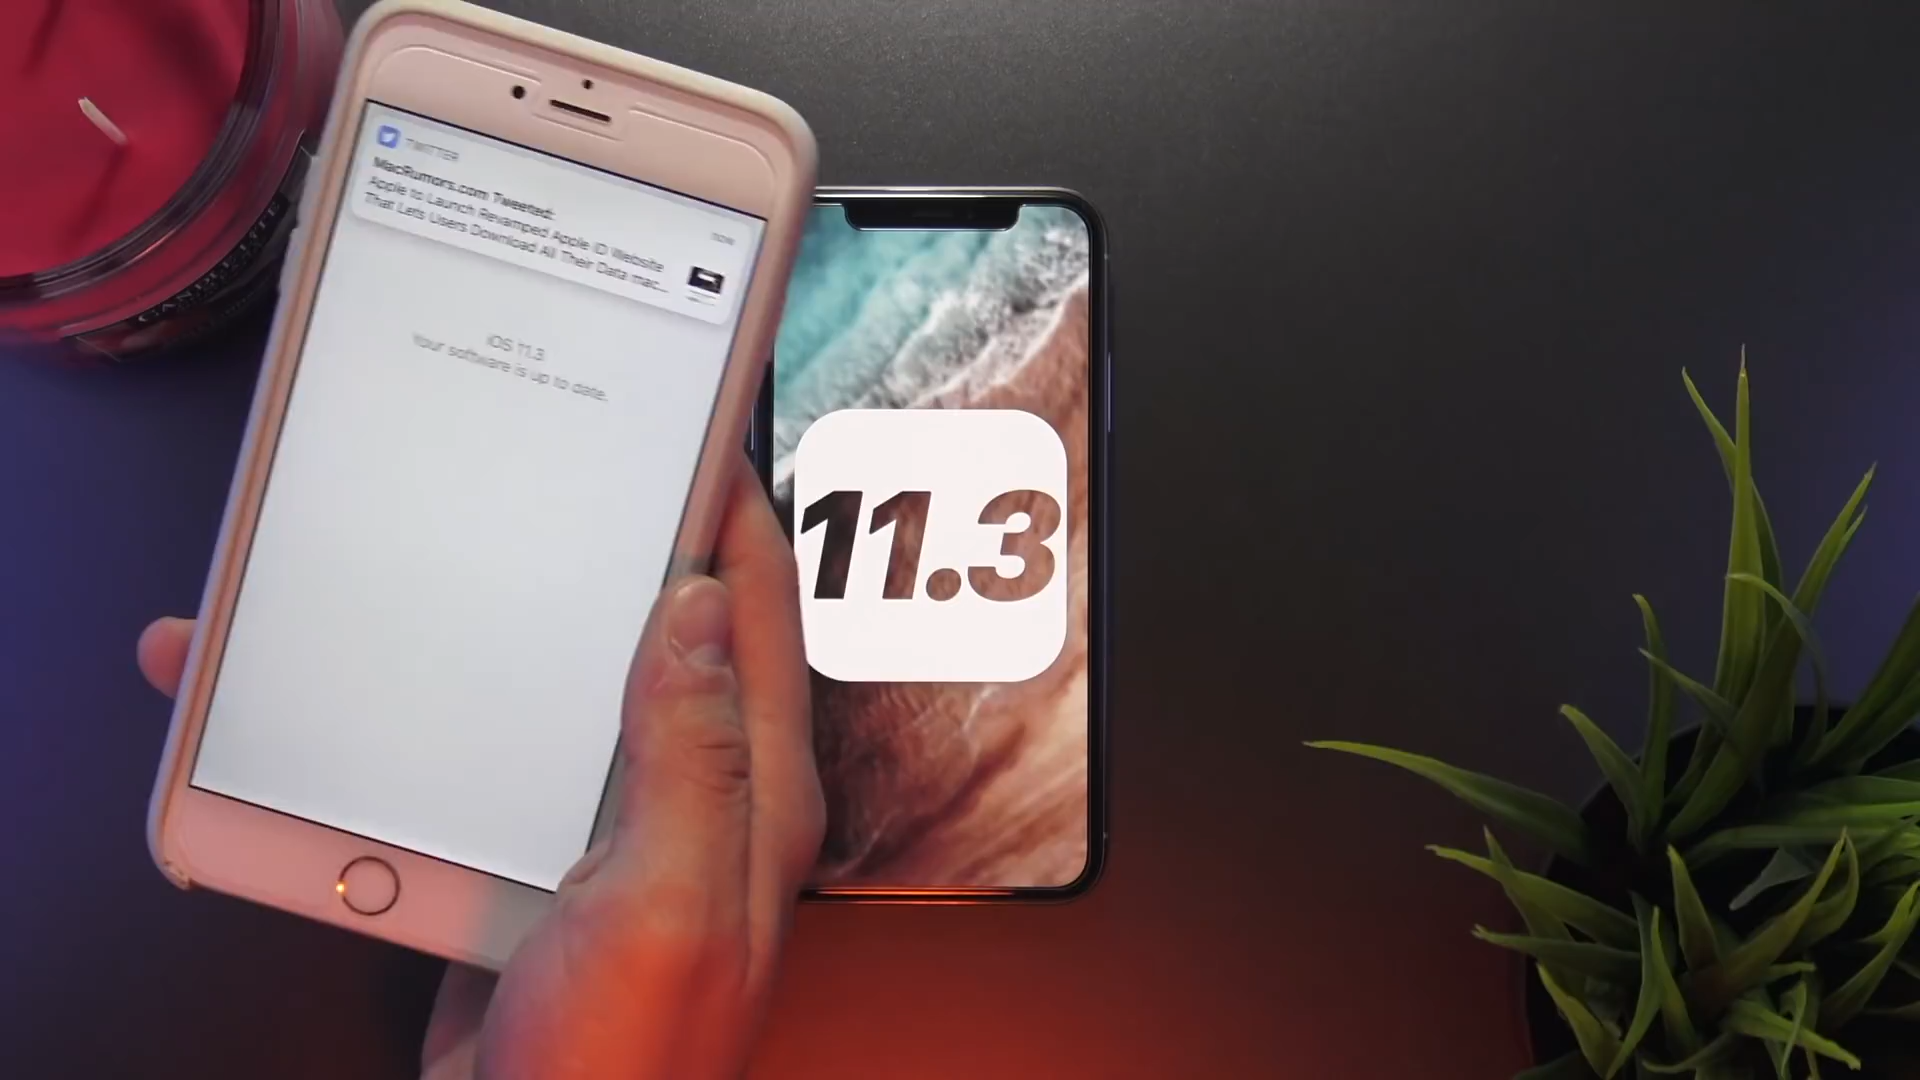 TWITTER
now
MacRumors.com Tweeted:
Apple to Launch Revamped Apple ID Website
That Lets Users Download All Their Data mac...
iOS 11.3
Your software is up to date.
11.3